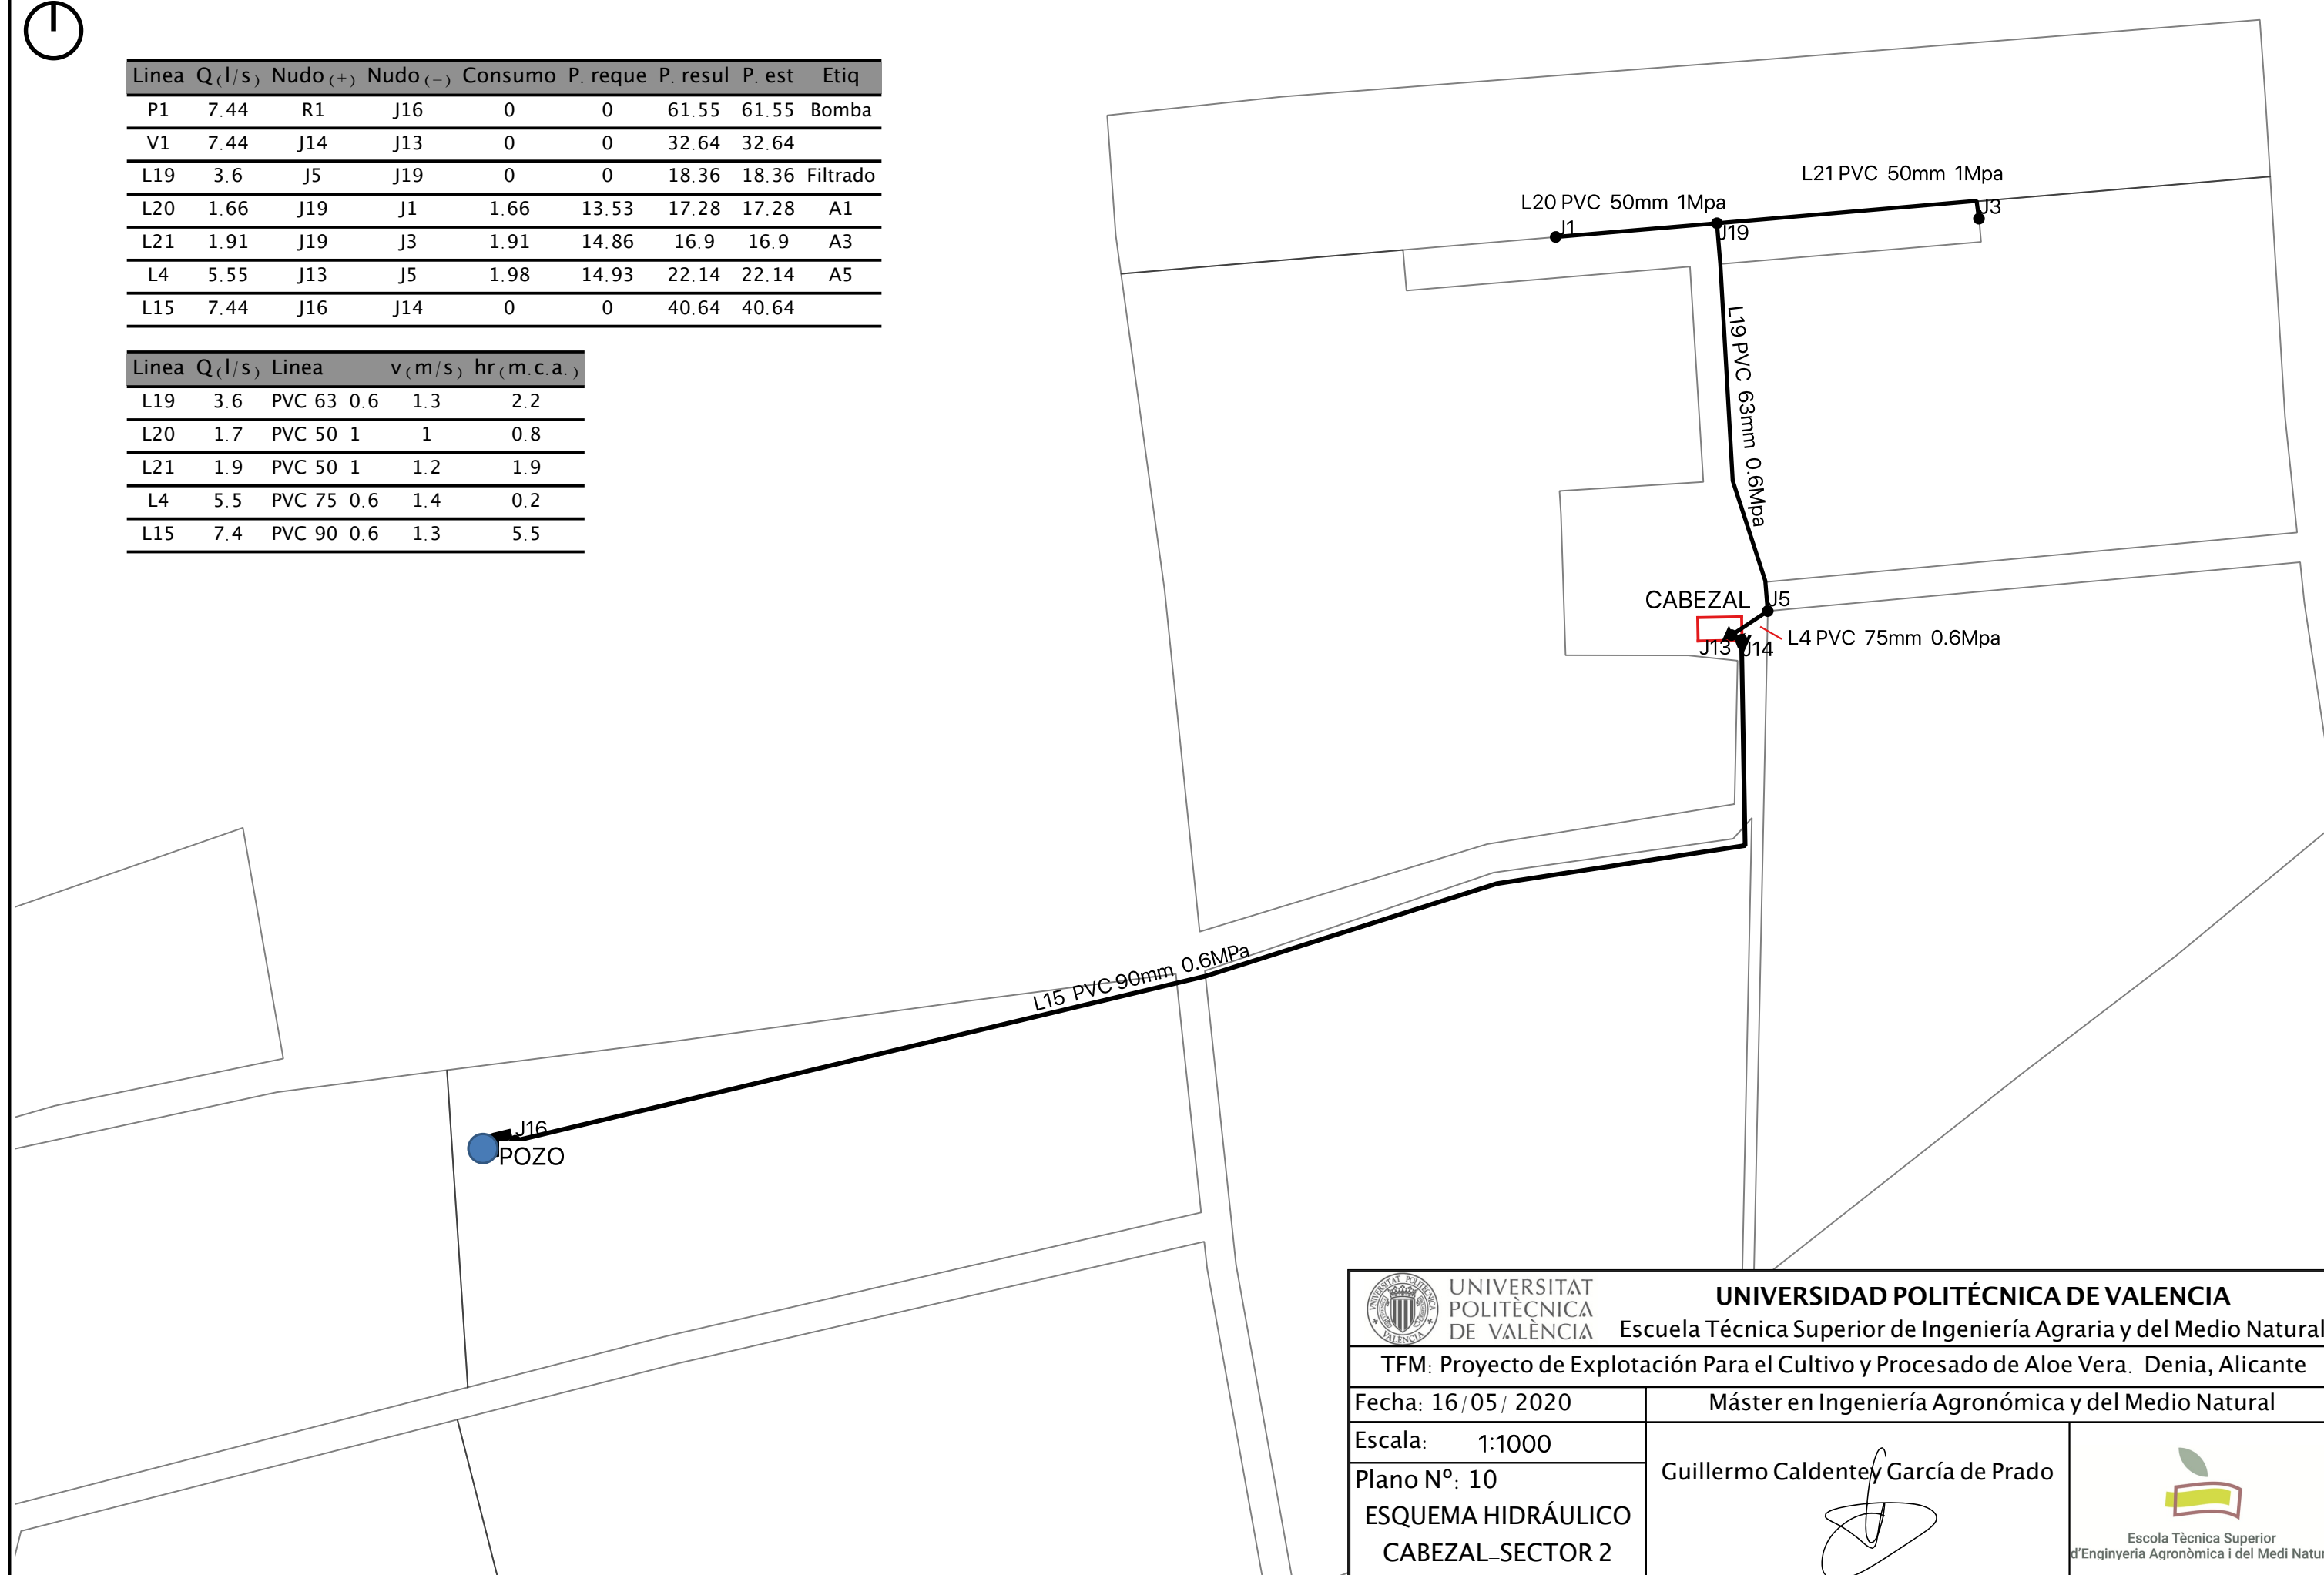 Linea Q(l/s) Nudo(+) Nudo(-) Consumo P. reque P. resul P. est Etiq
P1 7.44 R1 J16 0 0 61.55 61.55 Bomba
V1 7.44 J14 J13 0 0 32.64 32.64
L19 3.6 J5 J19 0 0 18.36 18.36 Filtrado
L20 1.66 J19 J1 1.66 13.53 17.28 17.28 A1
L21 1.91 J19 J3 1.91 14.86 16.9 16.9 A3
L4 5.55 J13 J5 1.98 14.93 22.14 22.14 A5
L15 7.44 J16 J14 0 0 40.64 40.64
Linea Q(l/s) Linea v(m/s) hr(m.c.a.)
L19 3.6 PVC 63 0.6 1.3 2.2
L20 1.7 PVC 50 1 1 0.8
L21 1.9 PVC 50 1 1.2 1.9
L4 5.5 PVC 75 0.6 1.4 0.2
L15 7.4 PVC 90 0.6 1.3 5.5
L21 PVC 50mm 1Mpa
L20 PVC 50mm 1Mpa
J3
J1
J19
L19 PVC 63mm 0.6Mpa
CABEZAL
J5
L4 PVC 75mm 0.6Mpa
J13
J14
L15 PVC 90mm 0.6MPa
J16
POZO
UNIVERSITAT
POLITÈCNICA
DE VALÈNCIA
UNIVERSIDAD POLITÉCNICA DE VALENCIA
Escuela Técnica Superior de Ingeniería Agraria y del Medio Natural
TFM: Proyecto de Explotación Para el Cultivo y Procesado de Aloe Vera. Denia, Alicante
Fecha: 16/05/ 2020
Máster en Ingeniería Agronómica y del Medio Natural
Escala: 1:1000
Plano Nº: 10
ESQUEMA HIDRÁULICO
CABEZAL-SECTOR 2
Guillermo Caldentey García de Prado
Escola Tècnica Superior
d'Enginyeria Agronòmica i del Medi Natur